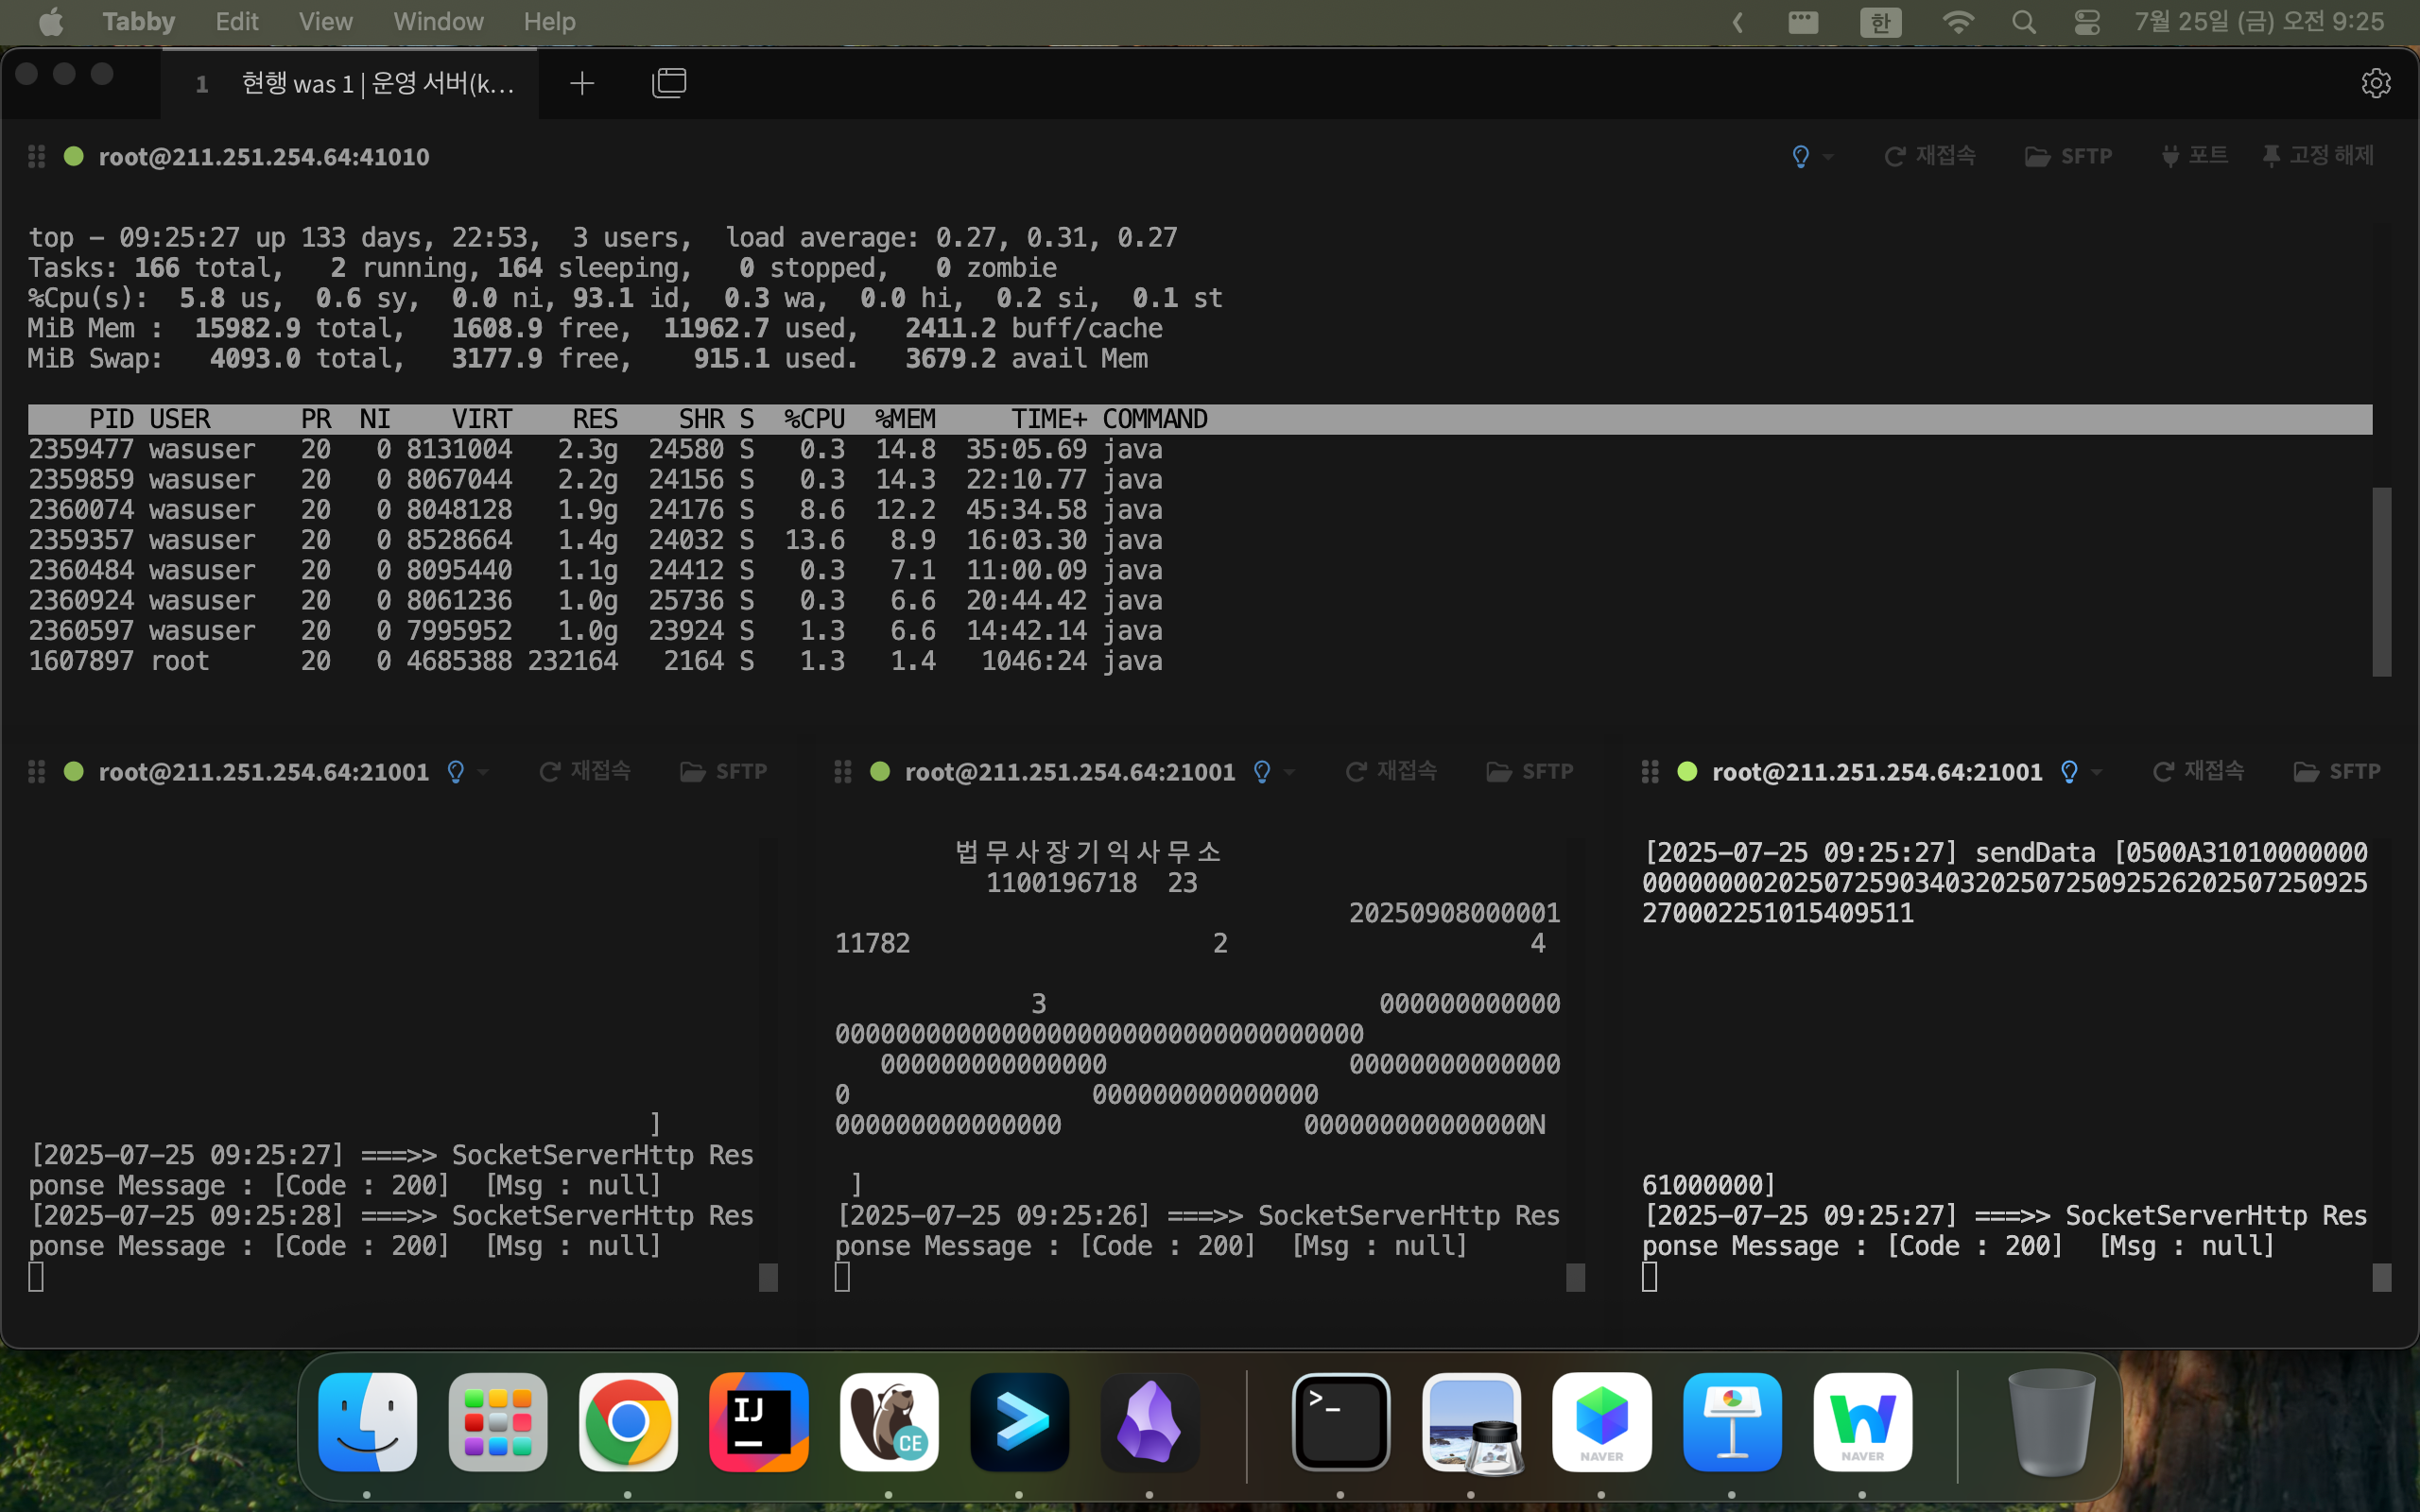 Tabby Edit View Window Help 한 7월 25일 (금) 오전 9:25
1 현행 was 1 | 운영 서버(k...
root@211.251.254.64:41010 재접속 SFTP 포트 고정 해제
top - 09:25:27 up 133 days, 22:53,  3 users,  load average: 0.27, 0.31, 0.27
Tasks: 166 total,   2 running, 164 sleeping,   0 stopped,   0 zombie
%Cpu(s):  5.8 us,  0.6 sy,  0.0 ni, 93.1 id,  0.3 wa,  0.0 hi,  0.2 si,  0.1 st
MiB Mem :  15982.9 total,   1608.9 free,  11962.7 used,   2411.2 buff/cache
MiB Swap:   4093.0 total,   3177.9 free,    915.1 used.   3679.2 avail Mem
PID USER PR NI VIRT RES SHR S %CPU %MEM TIME+ COMMAND
2359477 wasuser 20 0 8131004 2.3g 24580 S 0.3 14.8 35:05.69 java
2359859 wasuser 20 0 8067044 2.2g 24156 S 0.3 14.3 22:10.77 java
2360074 wasuser 20 0 8048128 1.9g 24176 S 8.6 12.2 45:34.58 java
2359357 wasuser 20 0 8528664 1.4g 24032 S 13.6 8.9 16:03.30 java
2360484 wasuser 20 0 8095440 1.1g 24412 S 0.3 7.1 11:00.09 java
2360924 wasuser 20 0 8061236 1.0g 25736 S 0.3 6.6 20:44.42 java
2360597 wasuser 20 0 7995952 1.0g 23924 S 1.3 6.6 14:42.14 java
1607897 root 20 0 4685388 232164 2164 S 1.3 1.4 1046:24 java
root@211.251.254.64:21001 재접속 SFTP
]
[2025-07-25 09:25:27] ===>> SocketServerHttp Res
ponse Message : [Code : 200]  [Msg : null]
[2025-07-25 09:25:28] ===>> SocketServerHttp Res
ponse Message : [Code : 200]  [Msg : null]
root@211.251.254.64:21001 재접속 SFTP
법무사장기익사무소
1100196718  23
20250908000001
11782 2 4
3 000000000000
00000000000000000000000000000000000
000000000000000 00000000000000
0 000000000000000
000000000000000 000000000000000N
]
[2025-07-25 09:25:26] ===>> SocketServerHttp Res
ponse Message : [Code : 200]  [Msg : null]
root@211.251.254.64:21001 재접속 SFTP
[2025-07-25 09:25:27] sendData [0500A31010000000
000000002025072590340320250725092526202507250925
270002251015409511
61000000]
[2025-07-25 09:25:27] ===>> SocketServerHttp Res
ponse Message : [Code : 200]  [Msg : null]
IJ
CE
>_
NAVER
NAVER